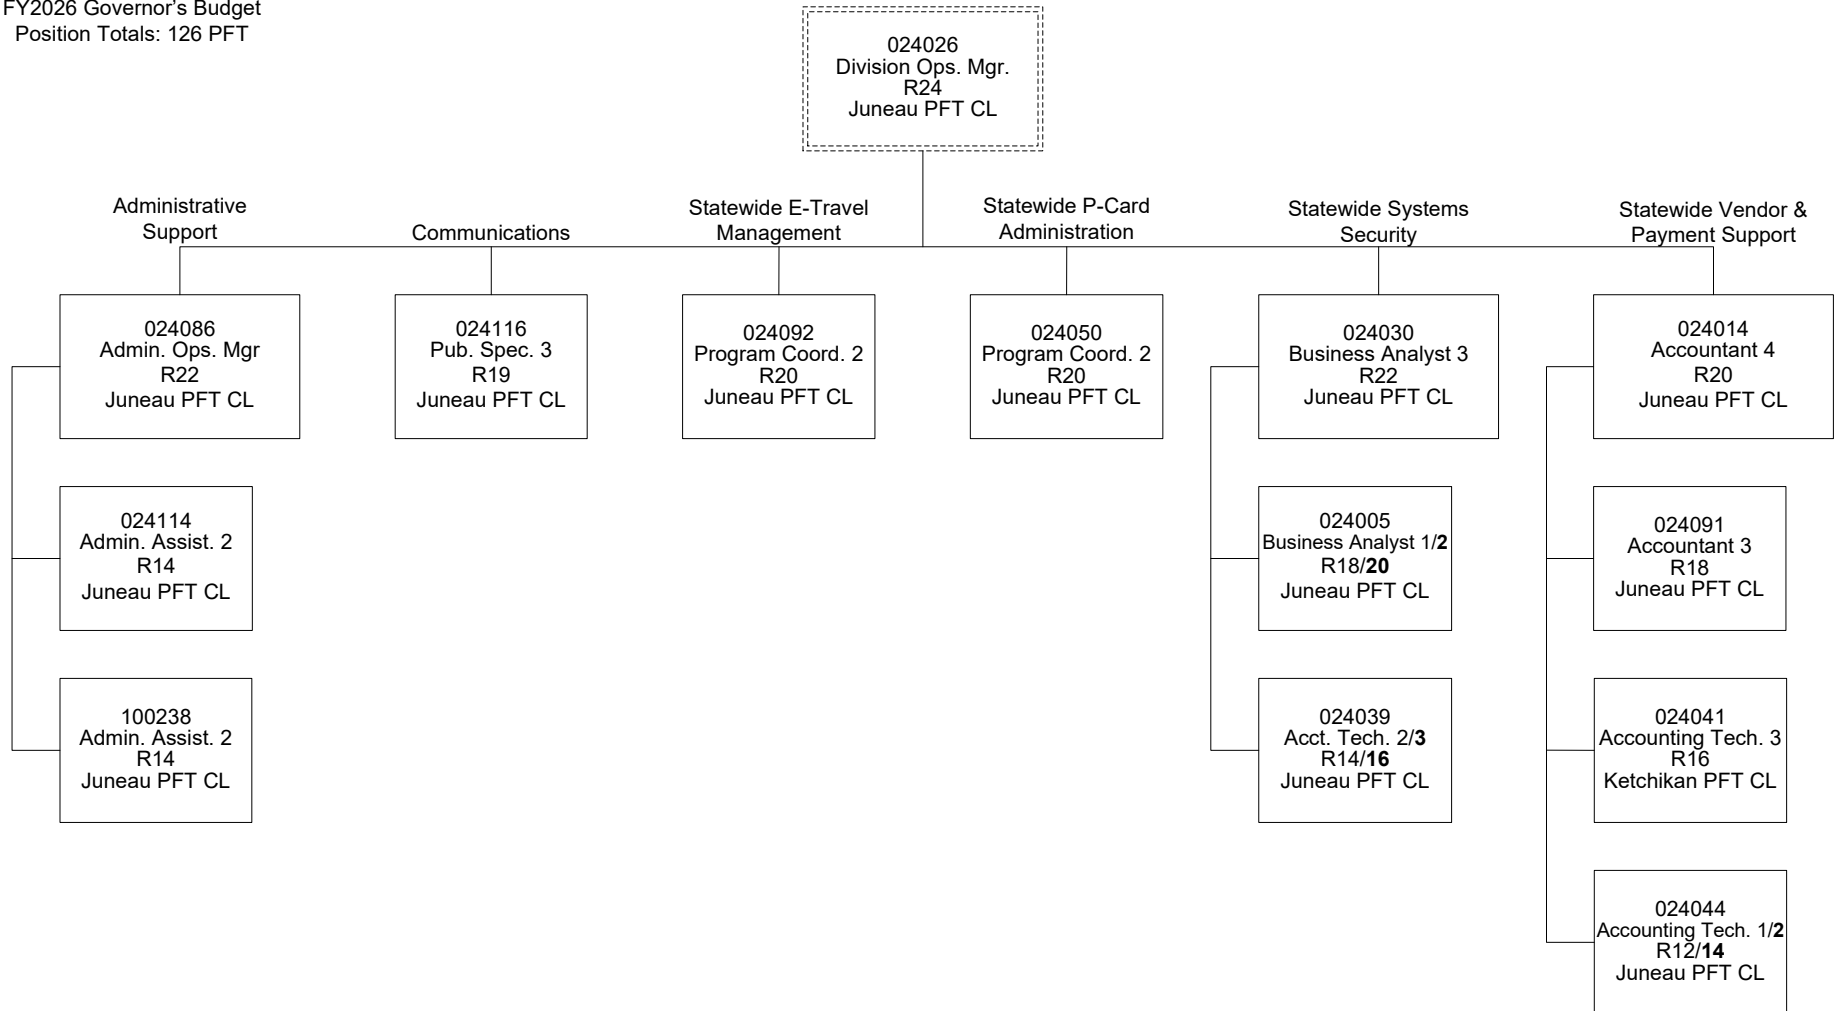 FY2026 Governor's Budget
Position Totals: 126 PFT
024026
Division Ops. Mgr.
R24
Juneau PFT CL
Administrative
Support
Communications
Statewide E-Travel
Management
Statewide P-Card
Administration
Statewide Systems
Security
Statewide Vendor &
Payment Support
024086
Admin. Ops. Mgr
R22
Juneau PFT CL
024116
Pub. Spec. 3
R19
Juneau PFT CL
024092
Program Coord. 2
R20
Juneau PFT CL
024050
Program Coord. 2
R20
Juneau PFT CL
024030
Business Analyst 3
R22
Juneau PFT CL
024014
Accountant 4
R20
Juneau PFT CL
024114
Admin. Assist. 2
R14
Juneau PFT CL
024005
Business Analyst 1/2
R18/20
Juneau PFT CL
024091
Accountant 3
R18
Juneau PFT CL
100238
Admin. Assist. 2
R14
Juneau PFT CL
024039
Acct. Tech. 2/3
R14/16
Juneau PFT CL
024041
Accounting Tech. 3
R16
Ketchikan PFT CL
024044
Accounting Tech. 1/2
R12/14
Juneau PFT CL